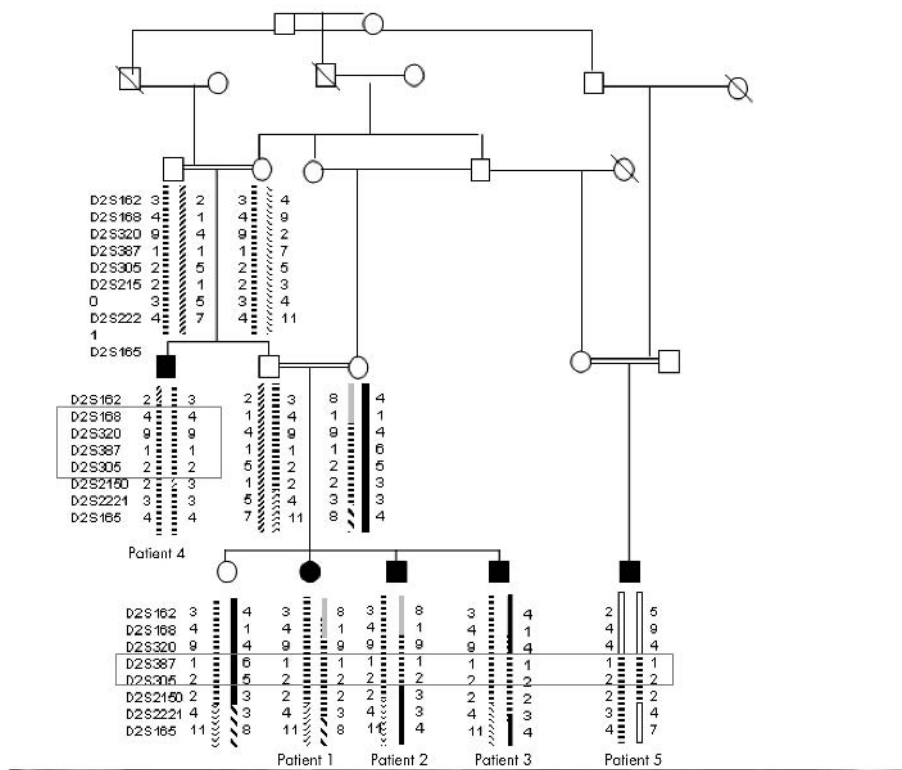 D2S162 3 2 3 4
D2S168 4 1 4 9
D2S320 9 4 9 2
D2S387 1 1 1 7
D2S305 2 5 2 5
D2S215 2 1 2 3
0 3 5 3 4
D2S222 4 7 4 11
1
D2S165
D2S162 2 3 2 3 8 4
D2S168 4 4 1 4 1 1
D2S320 9 9 4 9 9 4
D2S387 1 1 1 1 1 6
D2S305 2 2 5 2 2 5
D2S2150 2 3 1 2 2 3
D2S2221 3 3 5 4 3 3
D2S165 4 4 7 11 8 4
Patient 4
D2S162 3 4 3 8 3 8 3 4 2 5
D2S168 4 1 4 1 4 1 4 1 4 9
D2S320 9 4 9 9 9 9 9 4 4 4
D2S387 1 6 1 1 1 1 1 1 1 1
D2S305 2 5 2 2 2 2 2 2 2 2
D2S2150 2 3 2 2 2 3 2 2 2 2
D2S2221 4 3 4 3 4 3 4 3 3 4
D2S165 11 8 11 8 11 4 11 4 4 7
Patient 1 Patient 2 Patient 3 Patient 5